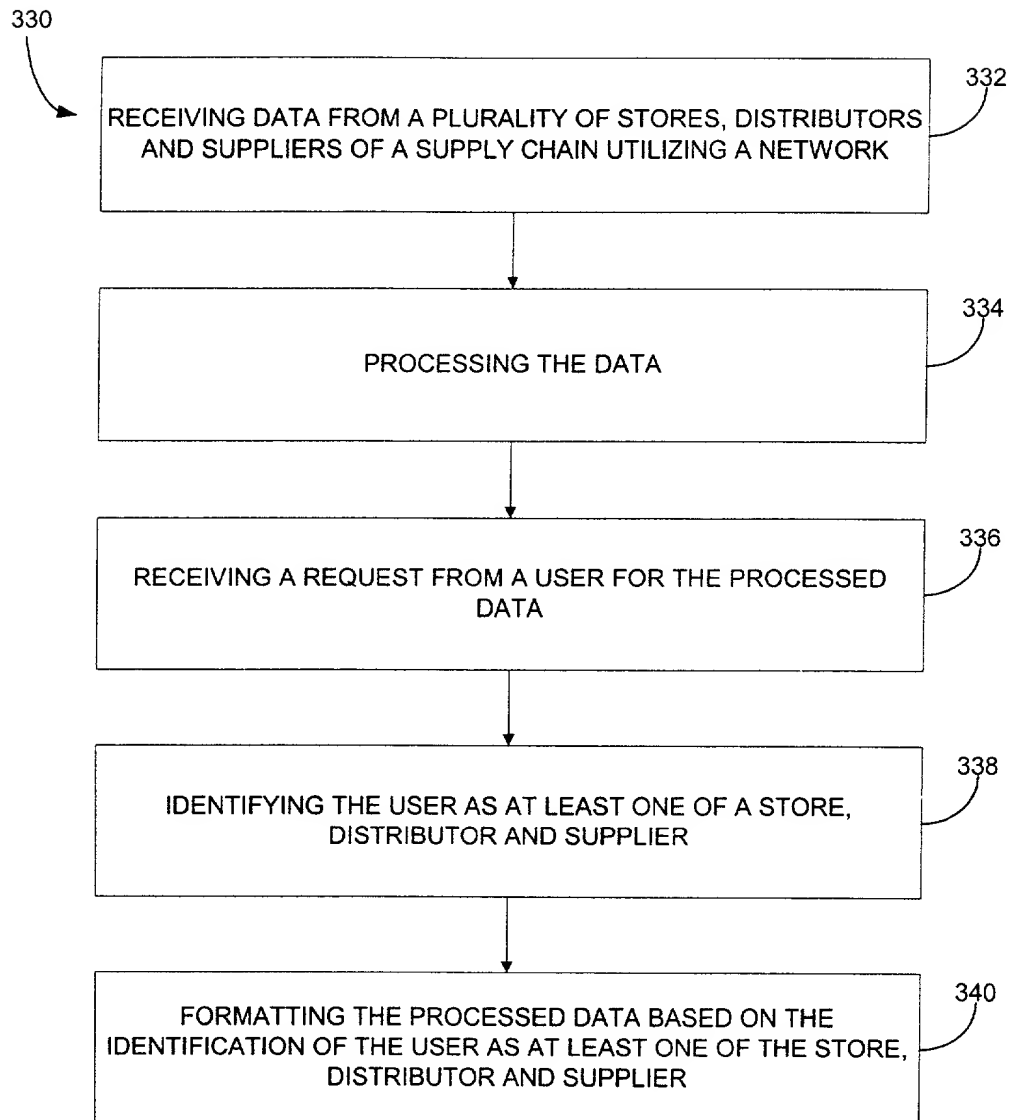 330
332
RECEIVING DATA FROM A PLURALITY OF STORES, DISTRIBUTORS
AND SUPPLIERS OF A SUPPLY CHAIN UTILIZING A NETWORK
334
PROCESSING THE DATA
336
RECEIVING A REQUEST FROM A USER FOR THE PROCESSED
DATA
338
IDENTIFYING THE USER AS AT LEAST ONE OF A STORE,
DISTRIBUTOR AND SUPPLIER
340
FORMATTING THE PROCESSED DATA BASED ON THE
IDENTIFICATION OF THE USER AS AT LEAST ONE OF THE STORE,
DISTRIBUTOR AND SUPPLIER